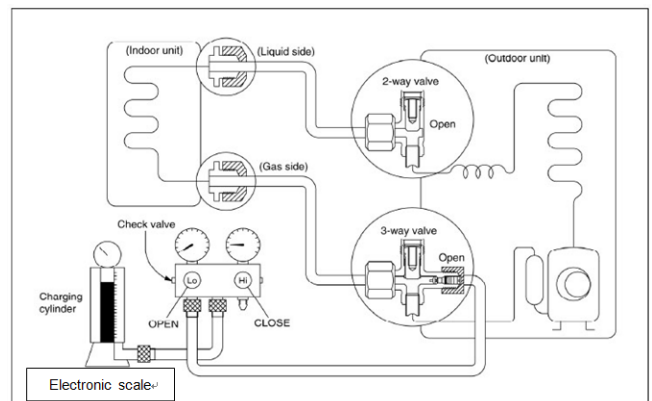 (Indoor unit)
(Liquid side)
(Outdoor unit)
2-way valve
Open
(Gas side)
Check valve
3-way valve
Open
Lo
Hi
Charging
cylinder
OPEN
CLOSE
Electronic scale↵